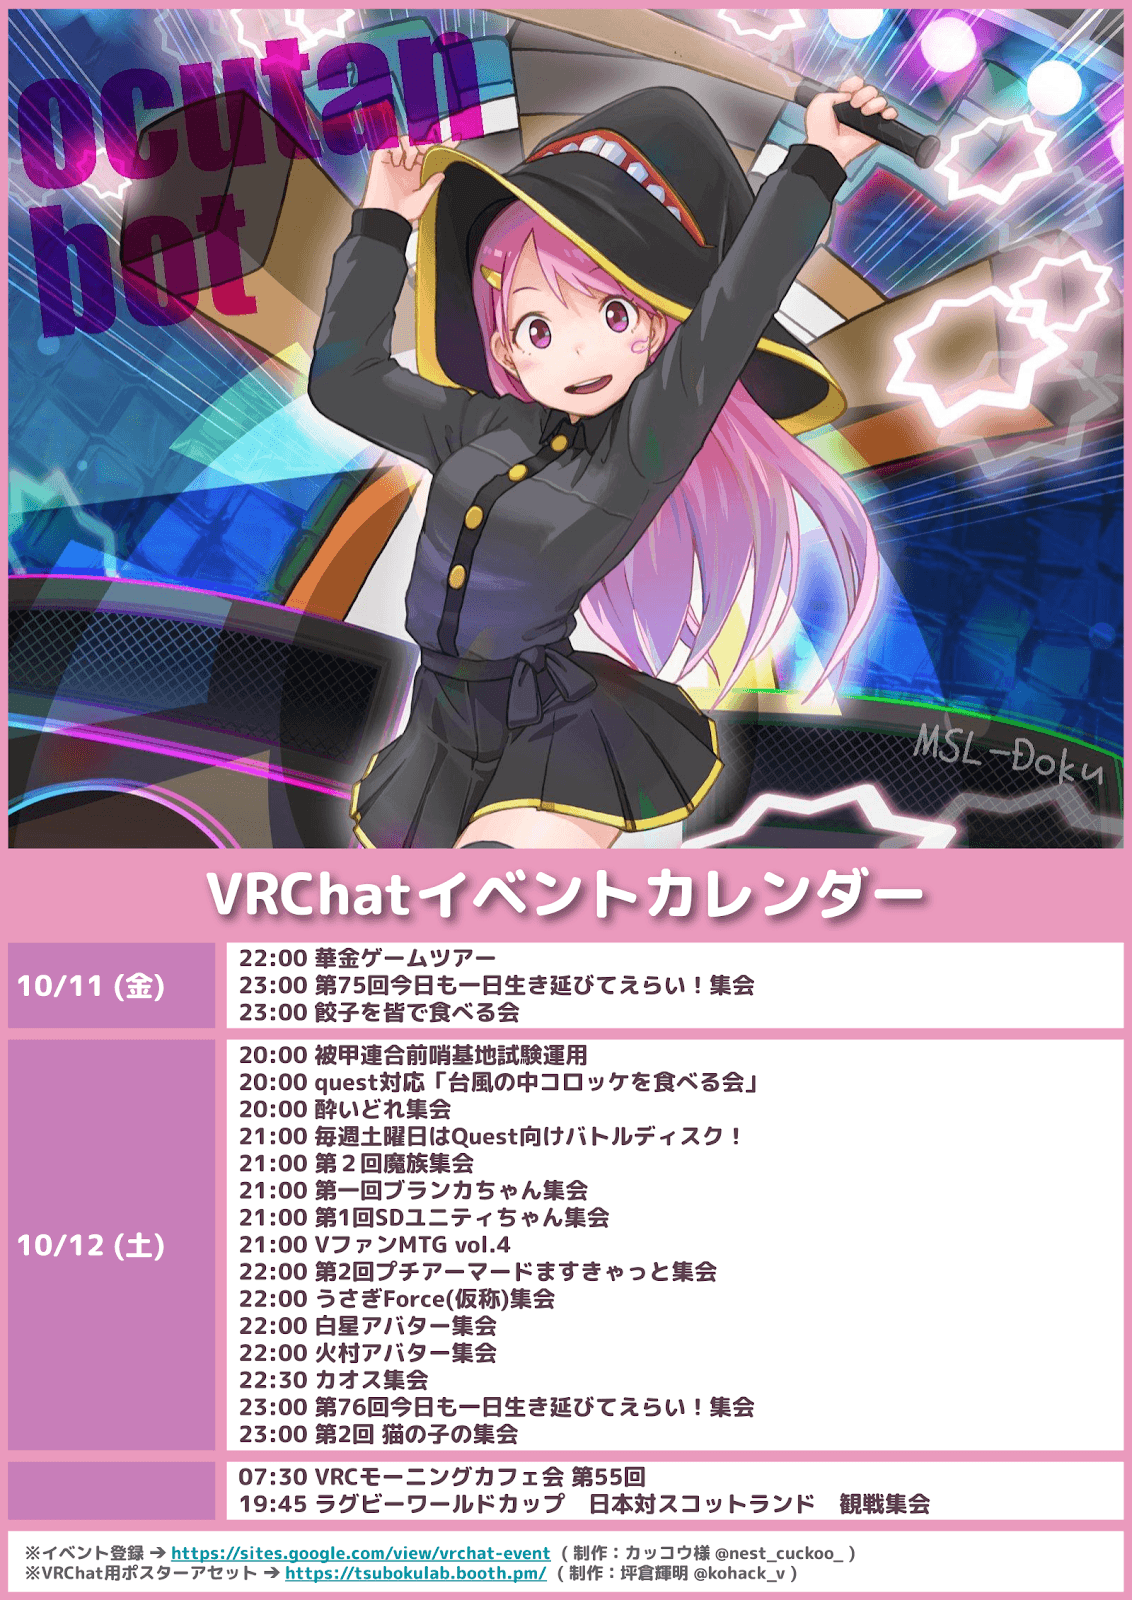 ocutan
bot
MSL-Doku
VRChatイベントカレンダー
10/11 (金)
22:00 華金ゲームツアー
23:00 第75回今日も一日生き延びてえらい！集会
23:00 餃子を皆で食べる会
10/12 (土)
20:00 被甲連合前哨基地試験運用
20:00 quest対応「台風の中コロッケを食べる会」
20:00 酔いどれ集会
21:00 毎週土曜日はQuest向けバトルディスク！
21:00 第２回魔族集会
21:00 第一回ブランカちゃん集会
21:00 第1回SDユニティちゃん集会
21:00 VファンMTG vol.4
22:00 第2回プチアーマードますきゃっと集会
22:00 うさぎForce(仮称)集会
22:00 白星アバター集会
22:00 火村アバター集会
22:30 カオス集会
23:00 第76回今日も一日生き延びてえらい！集会
23:00 第2回 猫の子の集会
07:30 VRCモーニングカフェ会 第55回
19:45 ラグビーワールドカップ　日本対スコットランド　観戦集会
※イベント登録 → https://sites.google.com/view/vrchat-event （制作：カッコウ様 @nest_cuckoo_ ）
※VRChat用ポスターアセット → https://tsubokulab.booth.pm/ （制作：坪倉輝明 @kohack_v ）